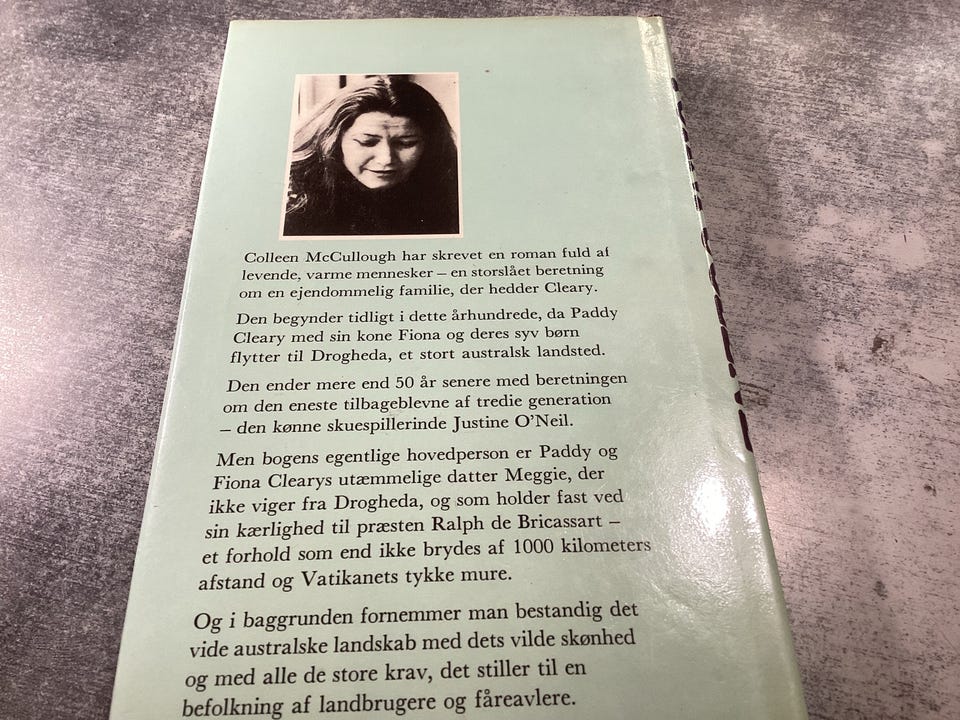 Colleen McCullough har skrevet en roman fuld af
levende, varme mennesker – en storslået beretning
om en ejendommelig familie, der hedder Cleary.
Den begynder tidligt i dette århundrede, da Paddy
Cleary med sin kone Fiona og deres syv børn
flytter til Drogheda, et stort australsk landsted.
Den ender mere end 50 år senere med beretningen
om den eneste tilbageblevne af tredie generation
– den kønne skuespillerinde Justine O'Neil.
Men bogens egentlige hovedperson er Paddy og
Fiona Clearys utæmmelige datter Meggie, der
ikke viger fra Drogheda, og som holder fast ved
sin kærlighed til præsten Ralph de Bricassart –
et forhold som end ikke brydes af 1000 kilometers
afstand og Vatikanets tykke mure.
Og i baggrunden fornemmer man bestandig det
vide australske landskab med dets vilde skønhed
og med alle de store krav, det stiller til en
befolkning af landbrugere og fåreavlere.